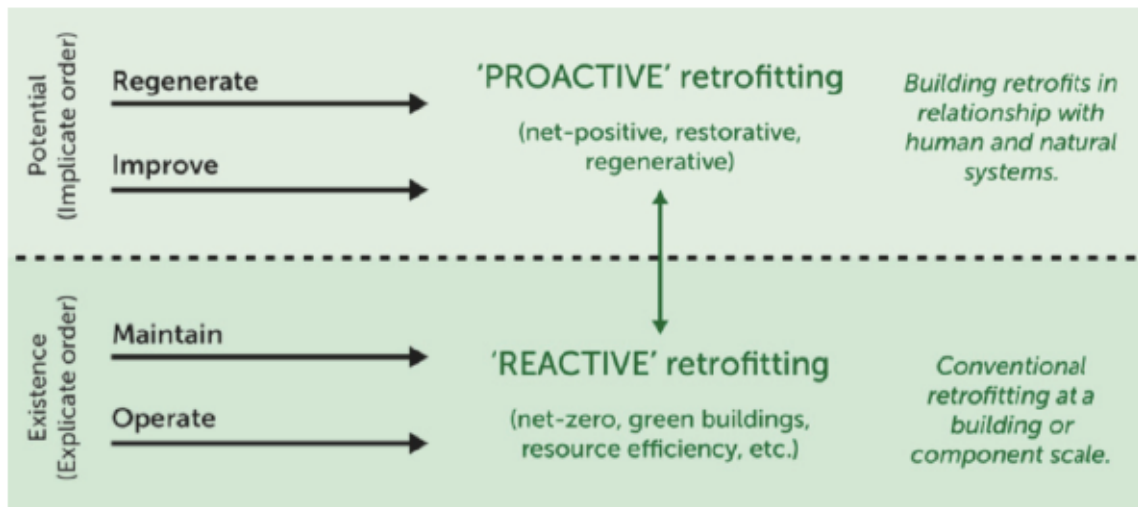 Potential
(Implicate order)
Regenerate
Improve
'PROACTIVE' retrofitting
(net-positive, restorative,
regenerative)
Building retrofits in
relationship with
human and natural
systems.
Existence
(Explicate order)
Maintain
Operate
'REACTIVE' retrofitting
(net-zero, green buildings,
resource efficiency, etc.)
Conventional
retrofitting at a
building or
component scale.